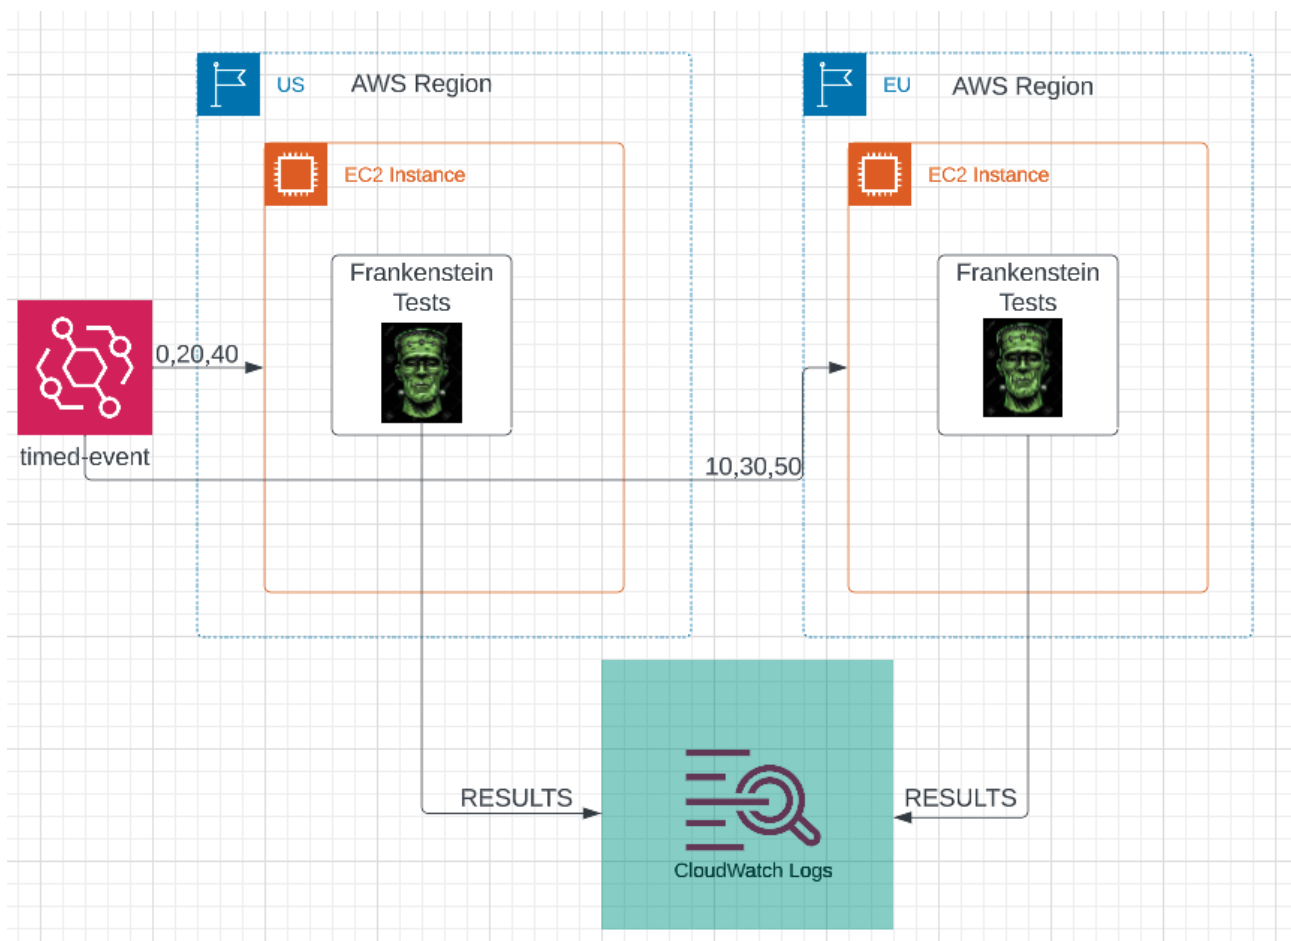 US
AWS Region
EU
AWS Region
EC2 Instance
EC2 Instance
Frankenstein
Tests
Frankenstein
Tests
0,20,40
timed-event
10,30,50
RESULTS
RESULTS
CloudWatch Logs